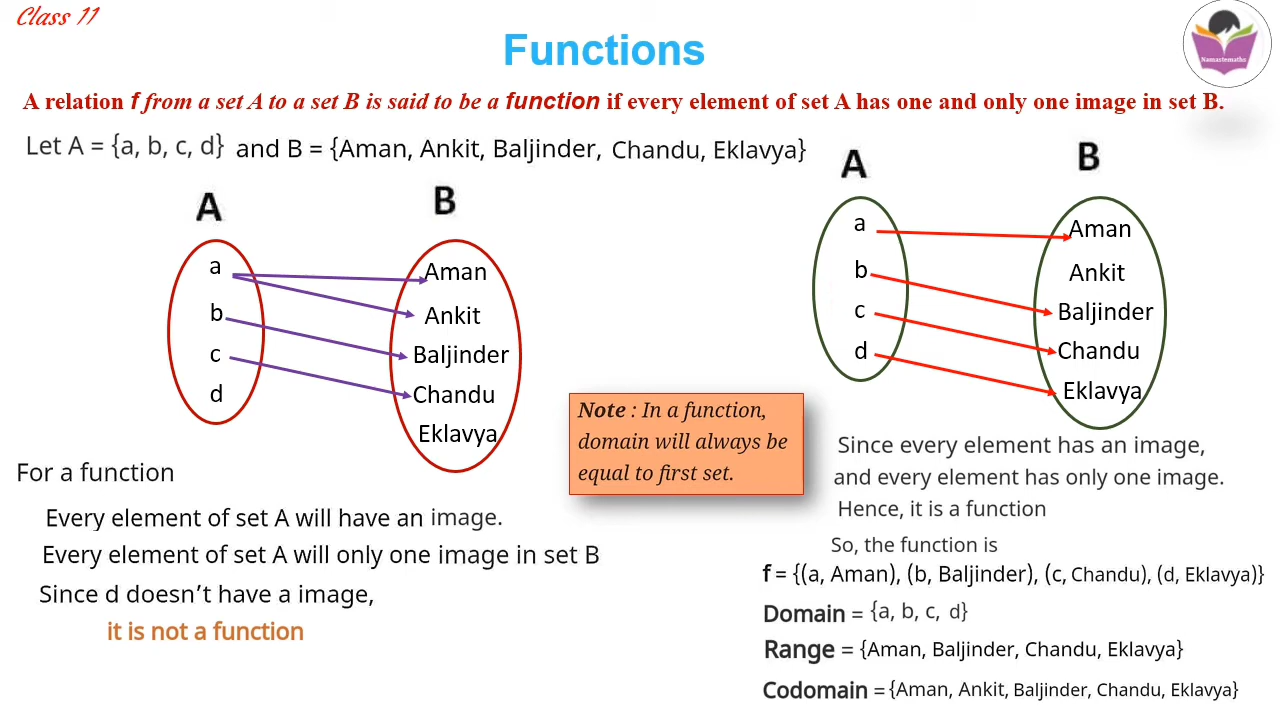 Class 11
Functions
Namastemaths
A relation f from a set A to a set B is said to be a function if every element of set A has one and only one image in set B.
Let A = {a, b, c, d} and B = {Aman, Ankit, Baljinder, Chandu, Eklavya}
A
B
a
b
c
d
Aman
Ankit
Baljinder
Chandu
Eklavya
For a function
Every element of set A will have an image.
Every element of set A will only one image in set B
Since d doesn’t have a image,
it is not a function
Note : In a function,
domain will always be
equal to first set.
A
B
a
b
c
d
Aman
Ankit
Baljinder
Chandu
Eklavya
Since every element has an image,
and every element has only one image.
Hence, it is a function
So, the function is
f = {(a, Aman), (b, Baljinder), (c, Chandu), (d, Eklavya)}
Domain = {a, b, c, d}
Range = {Aman, Baljinder, Chandu, Eklavya}
Codomain = {Aman, Ankit, Baljinder, Chandu, Eklavya}